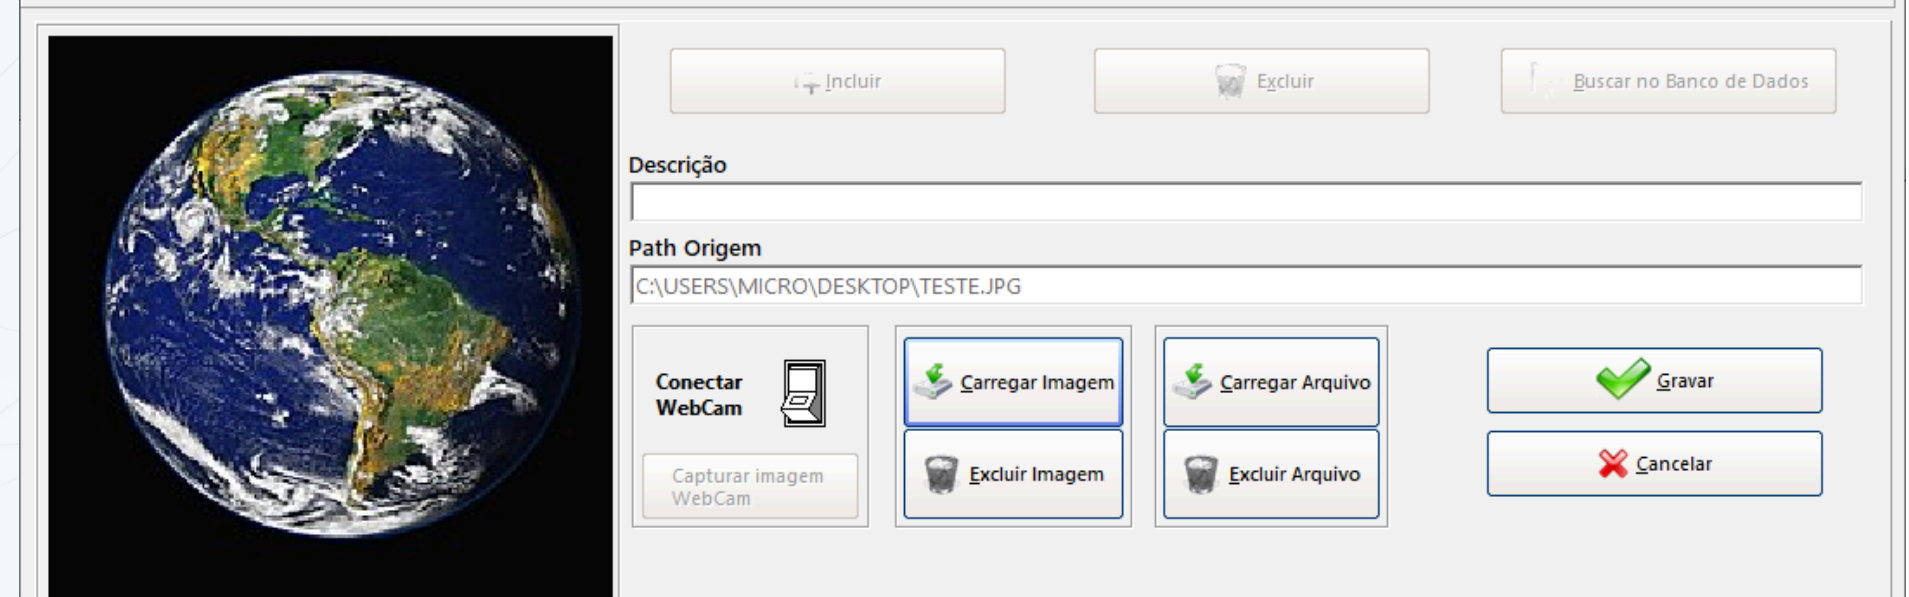 Incluir
Excluir
Buscar no Banco de Dados
Descrição
Path Origem
C:\USERS\MICRO\DESKTOP\TESTE.JPG
Conectar
WebCam
Capturar imagem
WebCam
Carregar Imagem
Excluir Imagem
Carregar Arquivo
Excluir Arquivo
Gravar
Cancelar